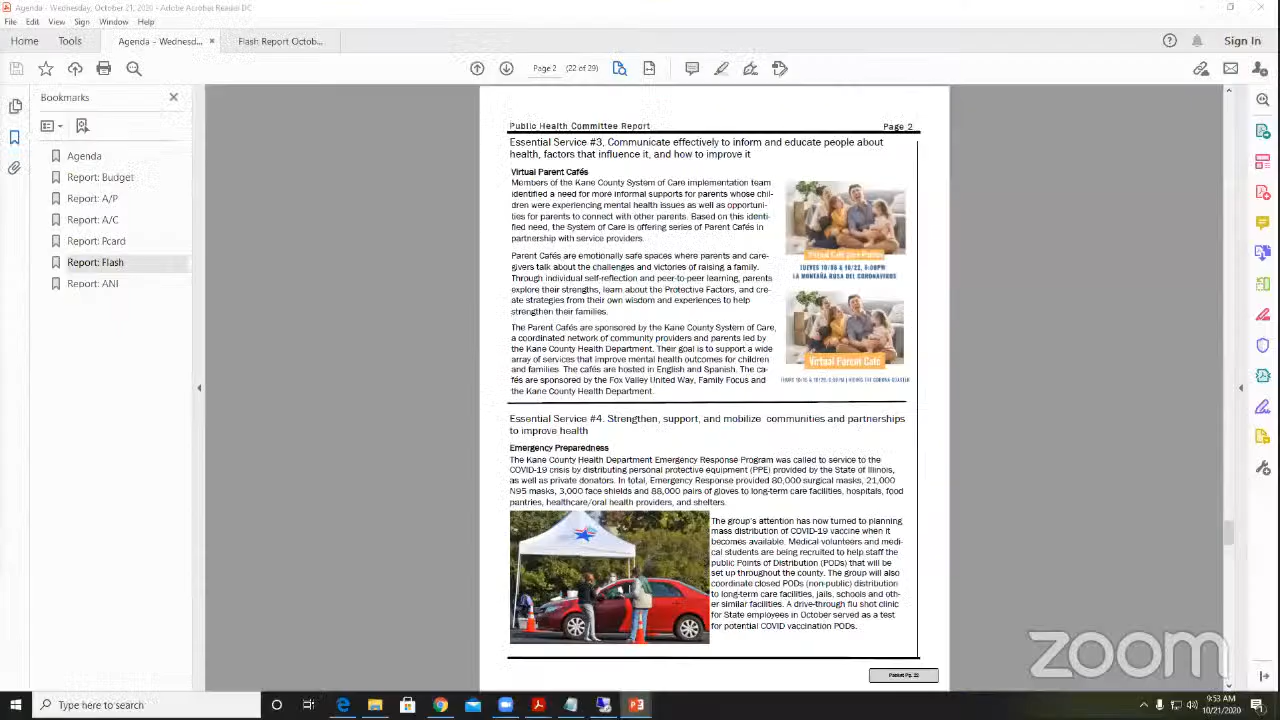 Agenda - Wednesday, October 21, 2020 - Adobe Acrobat Reader DC
File Edit View Sign Window Help
Home Tools Agenda - Wednesd... × Flash Report Octob... Sign In
Page 2 (22 of 29)
Bookmarks
Agenda
Report: Budget
Report: A/P
Report: A/C
Report: Pcard
Report: Flash
Report: ANI
Public Health Committee Report Page 2
Essential Service #3, Communicate effectively to inform and educate people about
health, factors that influence it, and how to improve it
Virtual Parent Cafés
Members of the Kane County System of Care implementation team
identified a need for more informal supports for parents whose chil-
dren were experiencing mental health issues as well as opportuni-
ties for parents to connect with other parents. Based on this identi-
fied need, the System of Care is offering series of Parent Cafés in
partnership with service providers.
Parent Cafés are emotionally safe spaces where parents and care-
givers talk about the challenges and victories of raising a family.
Through individual self-reflection and peer-to-peer learning, parents
explore their strengths, learn about the Protective Factors, and cre-
ate strategies from their own wisdom and experiences to help
strengthen their families.
The Parent Cafés are sponsored by the Kane County System of Care,
a coordinated network of community providers and parents led by
the Kane County Health Department. Their goal is to support a wide
array of services that improve mental health outcomes for children
and families. The cafés are hosted in English and Spanish. The ca-
fés are sponsored by the Fox Valley United Way, Family Focus and
the Kane County Health Department.
LA MONTAÑA RUSA DEL CORONAVIRUS
Virtual Parent Café
Essential Service #4. Strengthen, support, and mobilize communities and partnerships
to improve health
Emergency Preparedness
The Kane County Health Department Emergency Response Program was called to service to the
COVID-19 crisis by distributing personal protective equipment (PPE) provided by the State of Illinois,
as well as private donators. In total, Emergency Response provided 80,000 surgical masks, 21,000
N95 masks, 3,000 face shields and 88,000 pairs of gloves to long-term care facilities, hospitals, food
pantries, healthcare/oral health providers, and shelters.
The group's attention has now turned to planning
mass distribution of COVID-19 vaccine when it
becomes available. Medical volunteers and medi-
cal students are being recruited to help staff the
public Points of Distribution (PODs) that will be
set up throughout the county. The group will also
coordinate closed PODs (non-public) distribution
to long-term care facilities, jails, schools and oth-
er similar facilities. A drive-through flu shot clinic
for State employees in October served as a test
for potential COVID vaccination PODs.
Packet Pg. 22
zoom
Type here to search
9:53 AM
10/21/2020